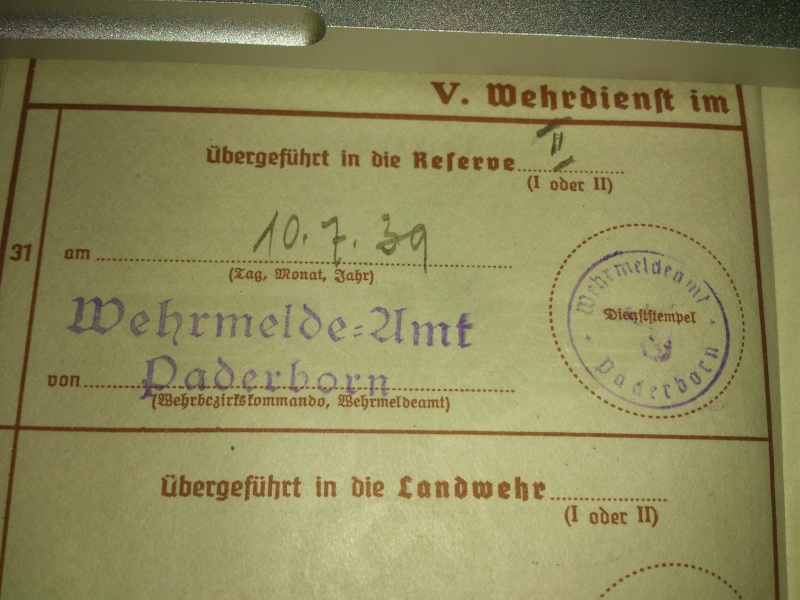 V. Wehrdienst im
Übergeführt in die Reserve II
(I oder II)
31 am 10.7.39
(Tag, Monat, Jahr)
Wehrmelde=Amt
von Paderborn
(Wehrbezirkskommando, Wehrmeldeamt)
Wehrmeldeamt
Dienststempel
Paderborn
Übergeführt in die Landwehr
(I oder II)